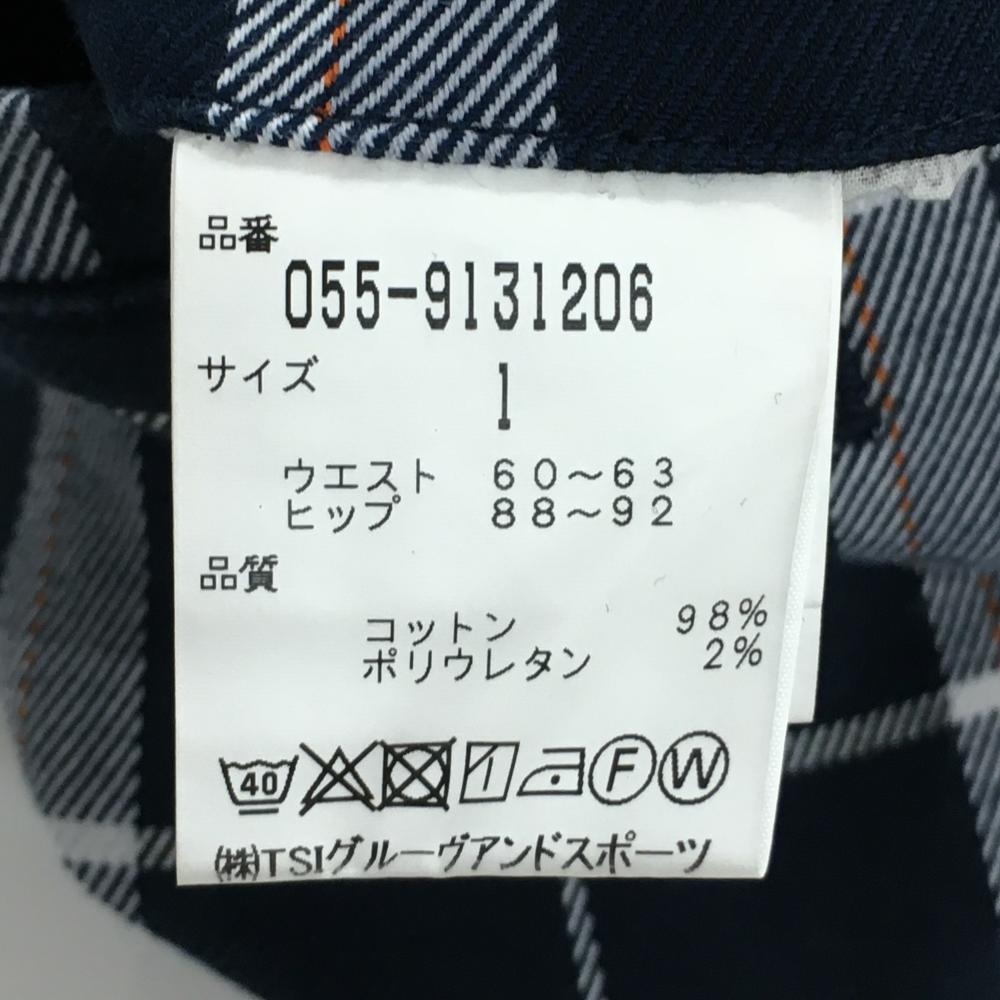 品番
055-9131206
サイズ
1
ウエスト 60～63
ヒップ 88～92
品質
コットン 98%
ポリウレタン 2%
40 F W
㈱TSIグルーヴアンドスポーツ